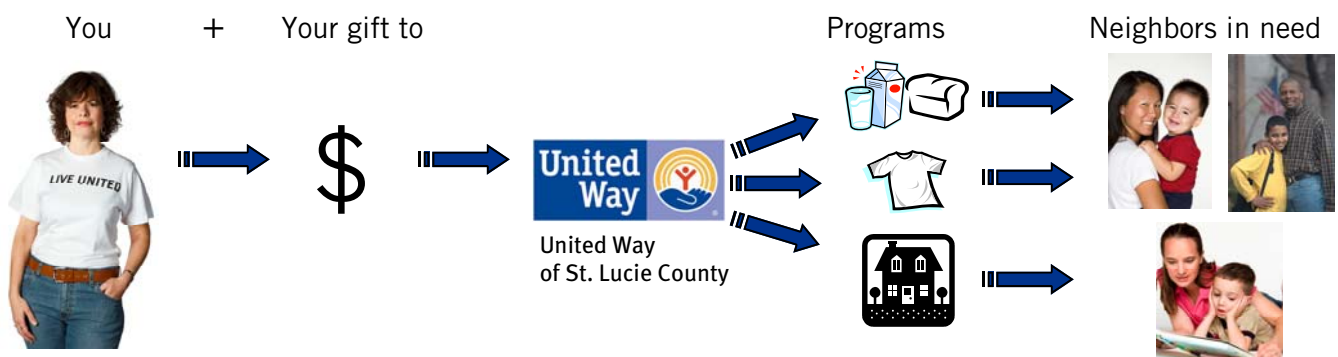 You + Your gift to Programs Neighbors in need
LIVE UNITED
$
United
Way
United Way
of St. Lucie County